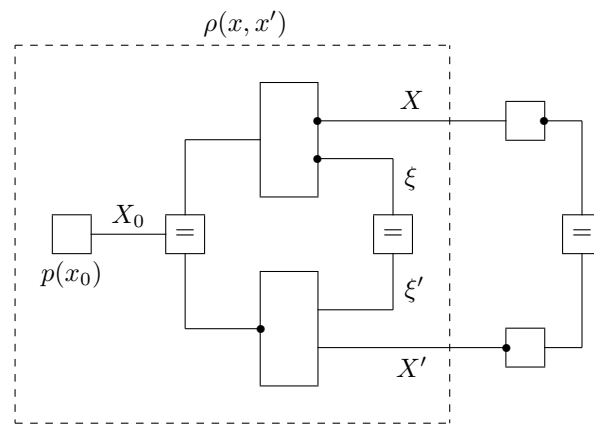 ρ(x, x′)
X
ξ
X₀
= = =
p(x₀)
ξ′
X′